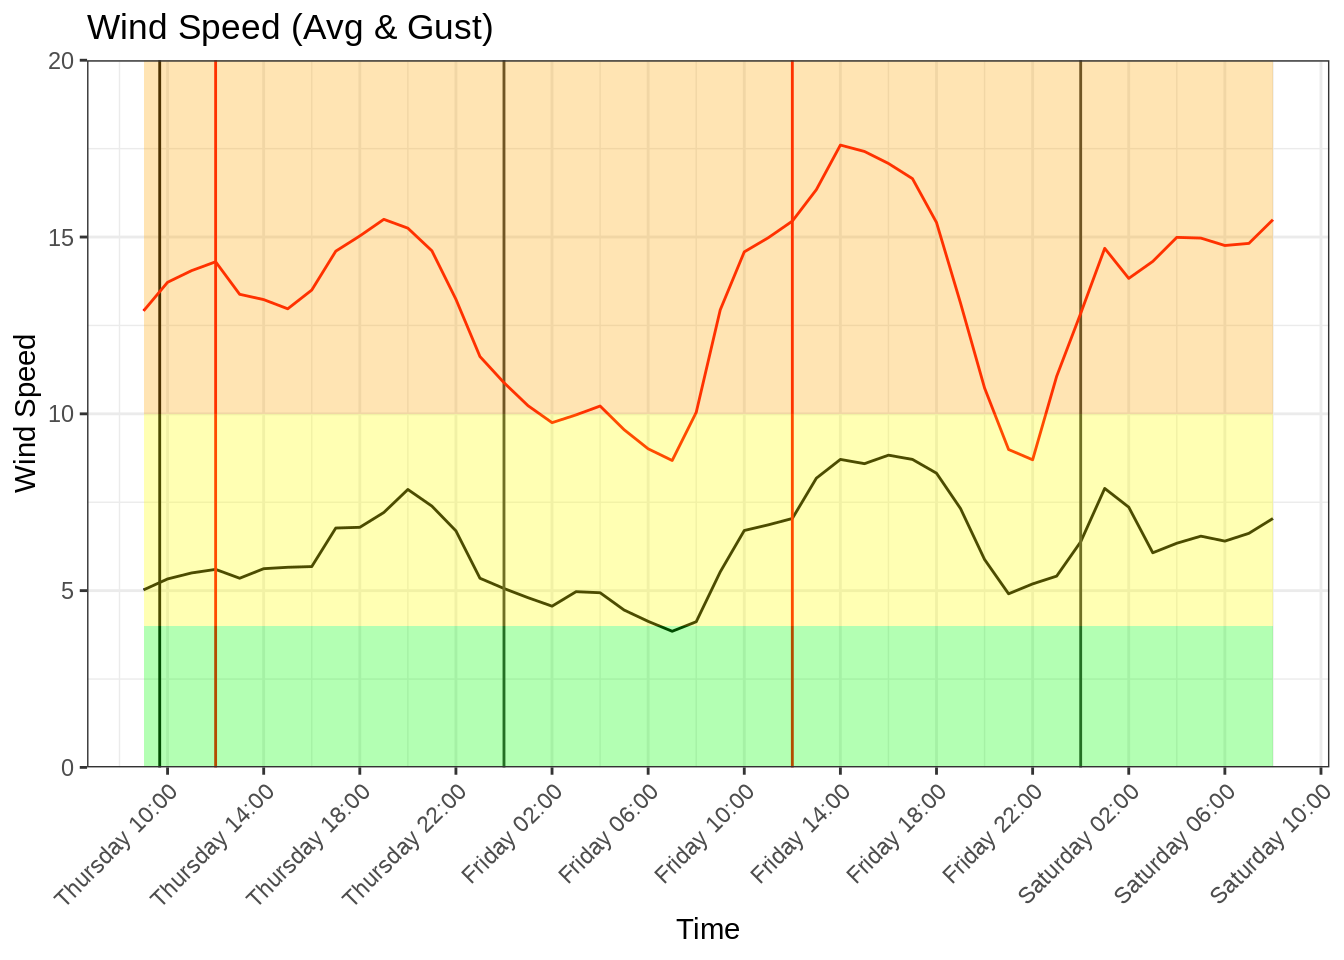 Wind Speed (Avg & Gust)
Wind Speed
20
15
10
5
0
Thursday 10:00
Thursday 14:00
Thursday 18:00
Thursday 22:00
Friday 02:00
Friday 06:00
Friday 10:00
Friday 14:00
Friday 18:00
Friday 22:00
Saturday 02:00
Saturday 06:00
Saturday 10:00
Time